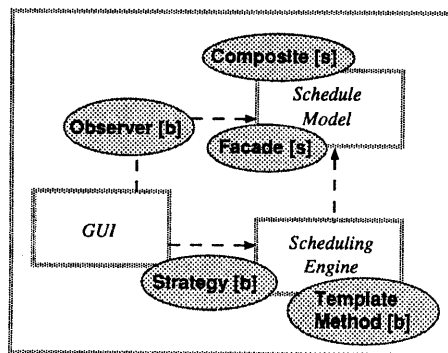 Composite [s]
Schedule
Model
Observer [b]
Facade [s]
GUI
Scheduling
Engine
Strategy [b]
Template
Method [b]